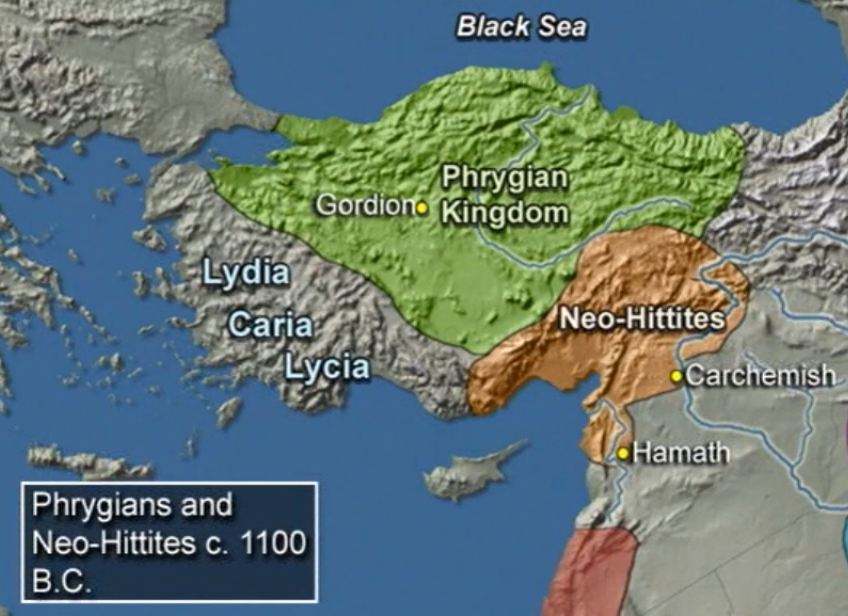 Black Sea
Phrygian
Gordion
Kingdom
Lydia
Caria
Lycia
Neo-Hittites
Carchemish
Hamath
Phrygians and
Neo-Hittites c. 1100
B.C.